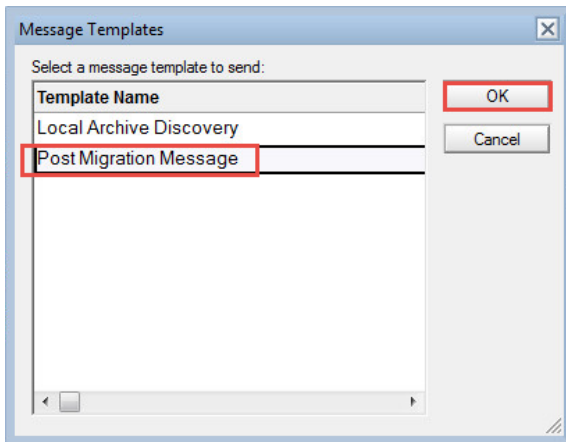 Message Templates
Select a message template to send:
Template Name
OK
Local Archive Discovery
Cancel
Post Migration Message